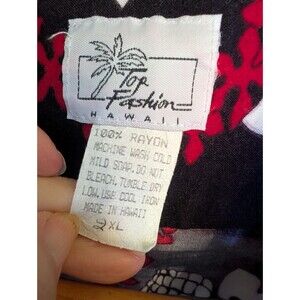 Top
Fashion
HAWAII
100% RAYON
MACHINE WASH COLD
MILD SOAP. DO NOT
BLEACH. TUMBLE DRY
LOW. USE COOL IRON
MADE IN HAWAII
2XL